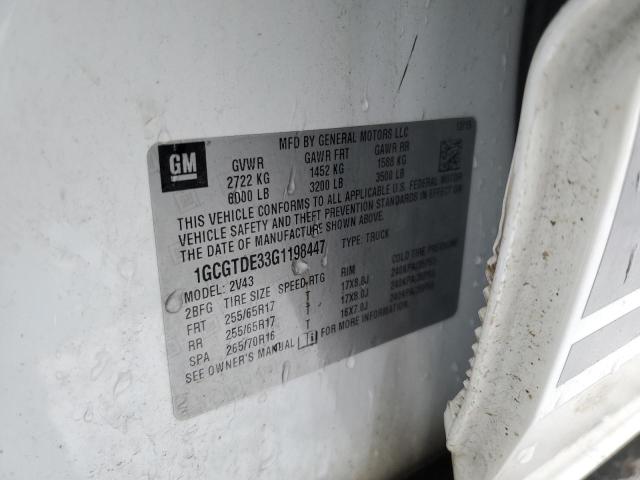 MFD BY GENERAL MOTORS LLC
GM
GVWR GAWR FRT GAWR RR
2722 KG 1452 KG 1588 KG
6000 LB 3200 LB 3500 LB
THIS VEHICLE CONFORMS TO ALL APPLICABLE U.S. FEDERAL MOTOR
VEHICLE SAFETY AND THEFT PREVENTION STANDARDS IN EFFECT ON
THE DATE OF MANUFACTURE SHOWN ABOVE.
1GCGTDE33G1198447 TYPE: TRUCK
MODEL: 2V43
2BFG TIRE SIZE SPEED RTG RIM COLD TIRE PRESSURE
FRT 255/65R17 T 17X8.0J
RR 255/65R17 T 17X8.0J
SPA 265/70R16 T 16X7.0J
SEE OWNER'S MANUAL FOR MORE INFORMATION.